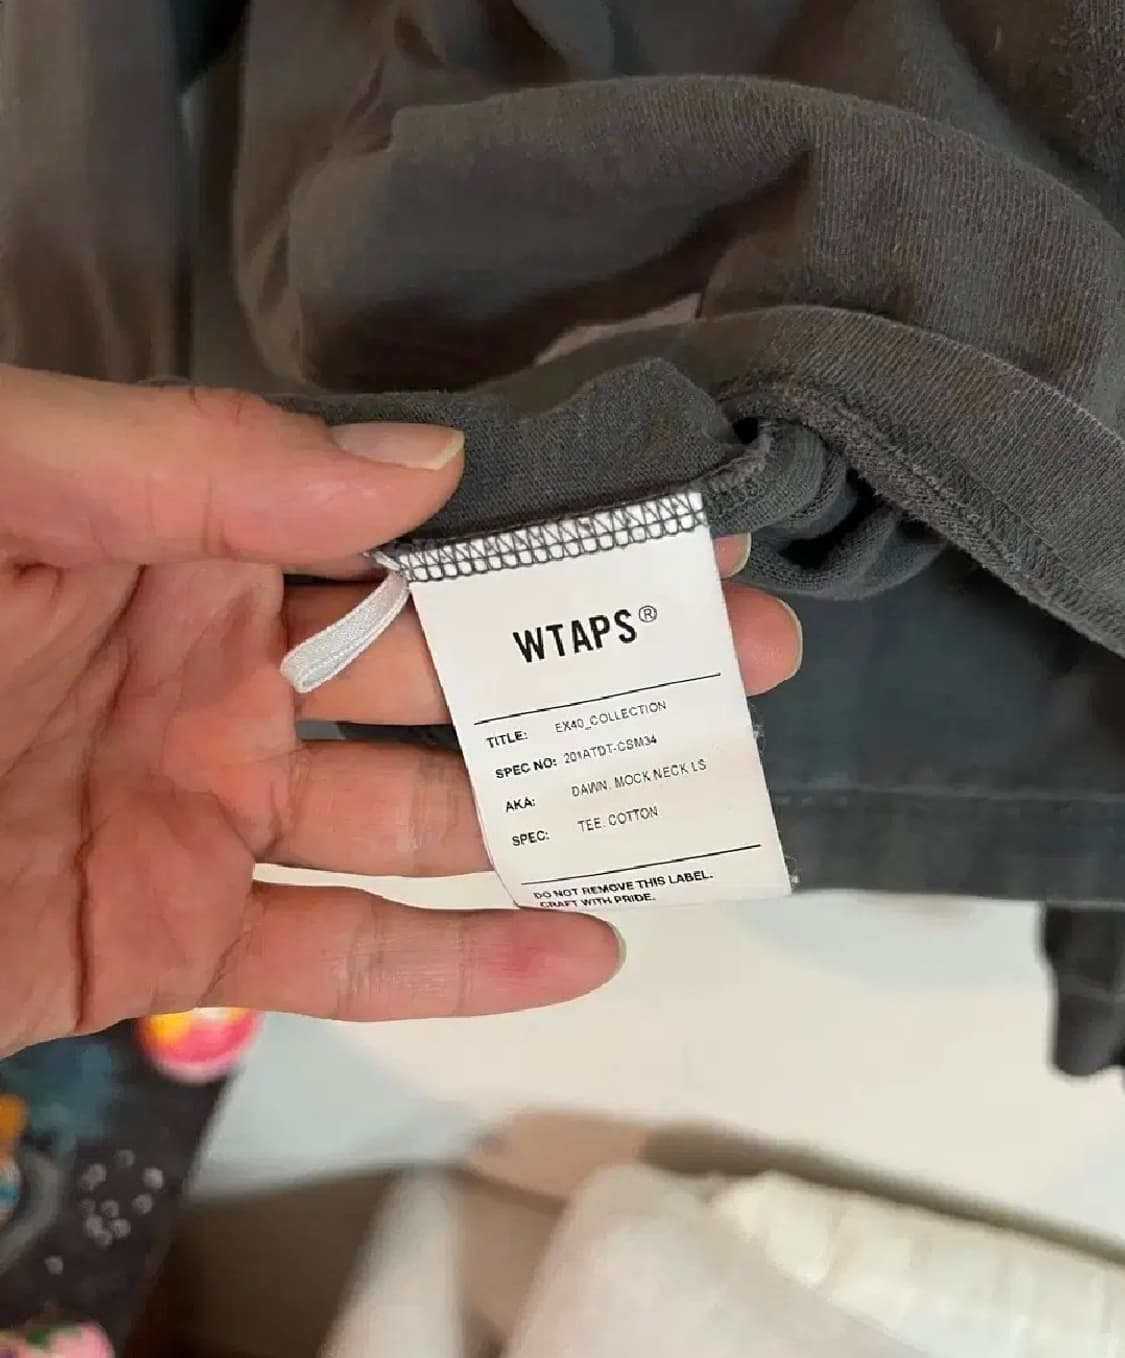 WTAPS®
TITLE: EX40_COLLECTION
SPEC NO: 201ATDT-CSM34
AKA: DAWN. MOCK NECK LS
SPEC: TEE. COTTON
DO NOT REMOVE THIS LABEL.
CRAFT WITH PRIDE.